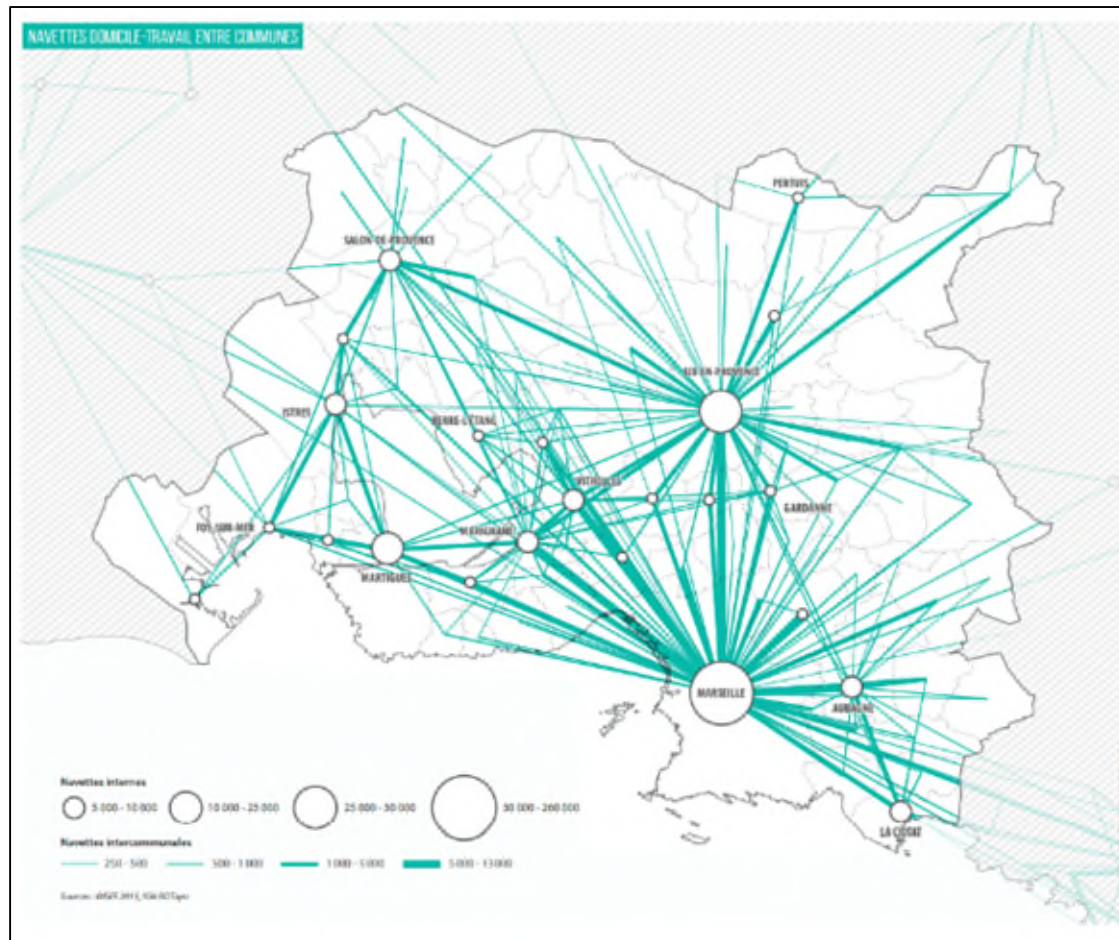 NAVETTES DOMICILE-TRAVAIL ENTRE COMMUNES
PERTUIS
SALON-DE-PROVENCE
AIX-EN-PROVENCE
ISTRES
BERRE-L'ÉTANG
VITROLLES
GARDANNE
MARIGNANE
FOS-SUR-MER
MARTIGUES
MARSEILLE
AUBAGNE
LA CIOTAT
Navettes internes
5 000 - 10 000
10 000 - 25 000
25 000 - 50 000
50 000 - 260 000
Navettes intercommunales
250 - 500
500 - 1 000
1 000 - 5 000
5 000 - 13 000
Sources :